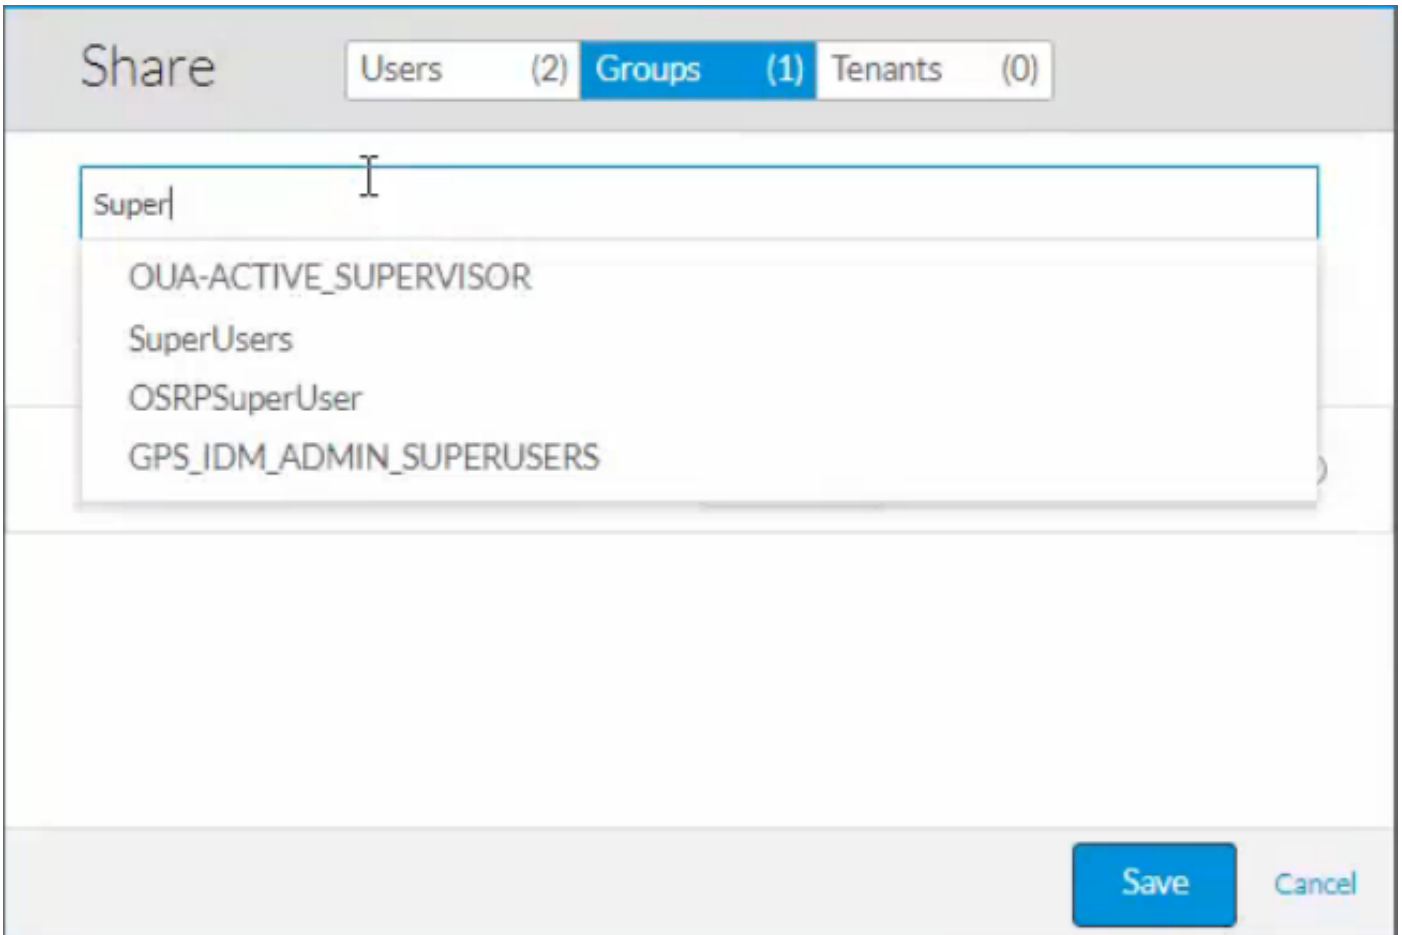 Share Users (2) Groups (1) Tenants (0)
Super
OUA-ACTIVE_SUPERVISOR
SuperUsers
OSRPSuperUser
GPS_IDM_ADMIN_SUPERUSERS
Save Cancel